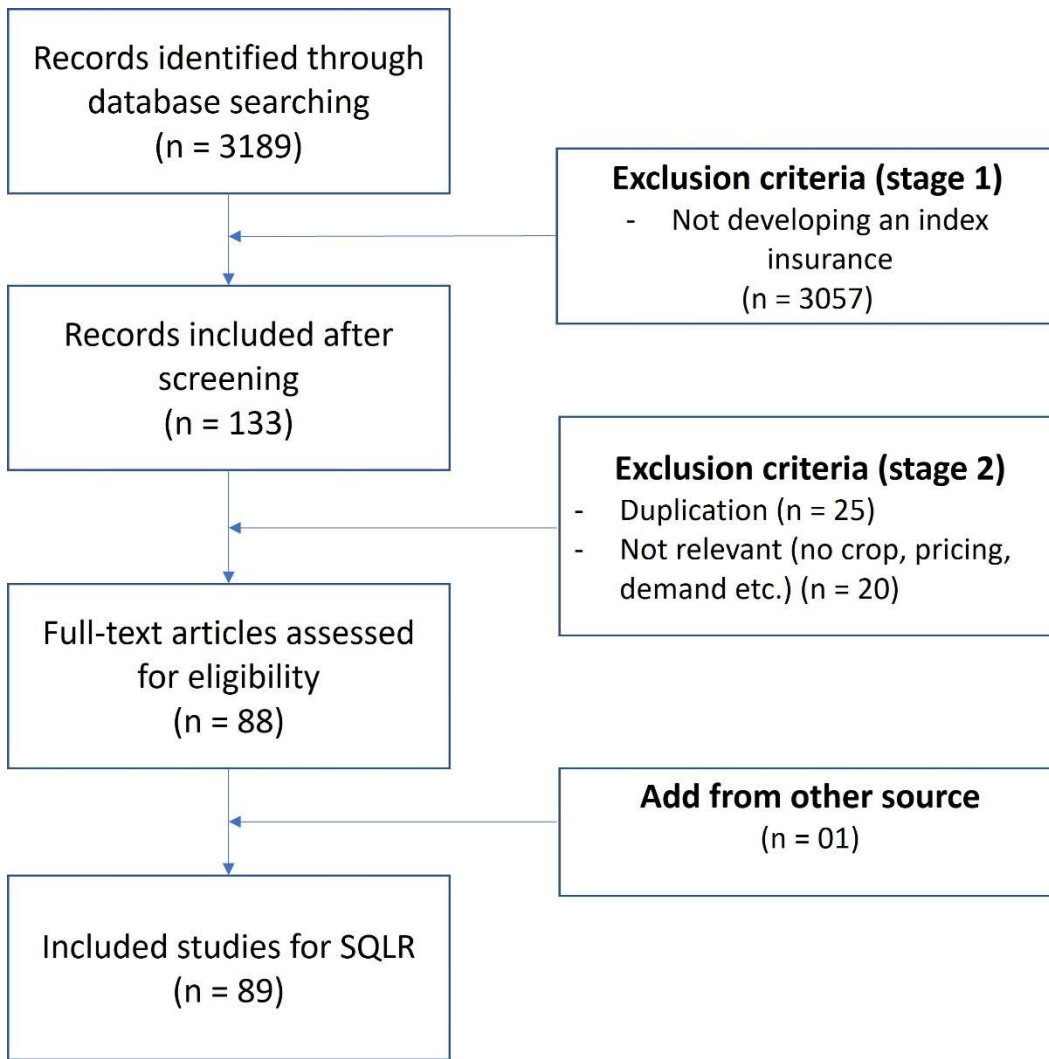 Records identified through
database searching
(n = 3189)
Exclusion criteria (stage 1)
- Not developing an index
insurance
(n = 3057)
Records included after
screening
(n = 133)
Exclusion criteria (stage 2)
- Duplication (n = 25)
- Not relevant (no crop, pricing,
demand etc.) (n = 20)
Full-text articles assessed
for eligibility
(n = 88)
Add from other source
(n = 01)
Included studies for SQLR
(n = 89)